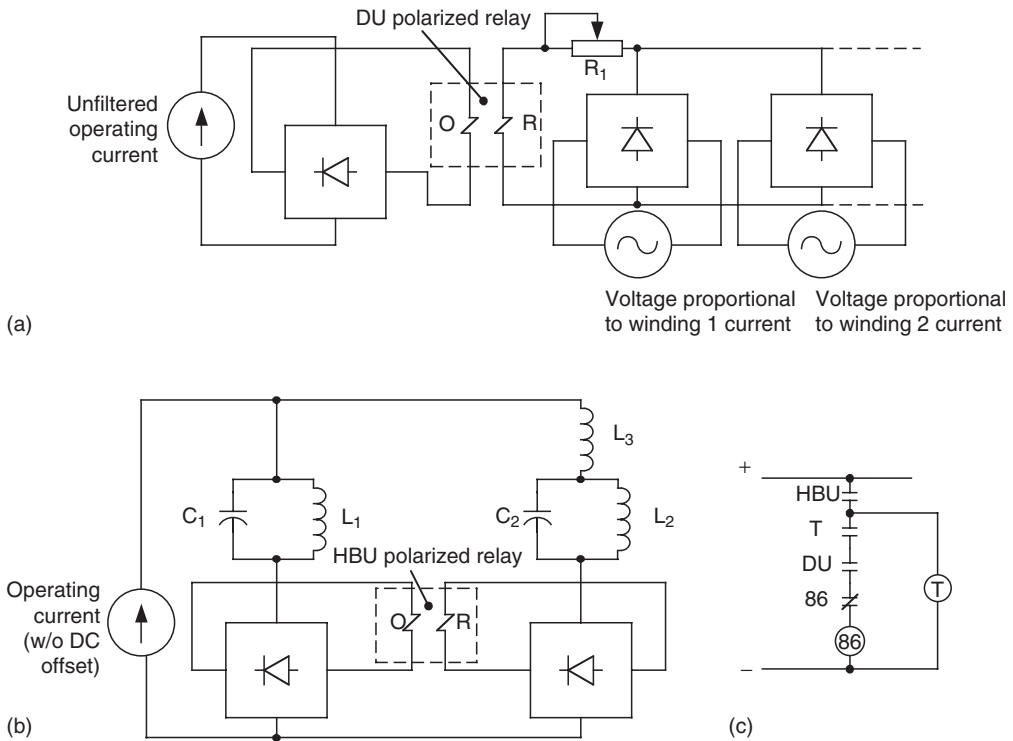 DU polarized relay
R1
Unfiltered
operating
current
O
R
Voltage proportional
to winding 1 current
Voltage proportional
to winding 2 current
(a)
L3
C1
L1
C2
L2
HBU polarized relay
Operating
current
(w/o DC
offset)
O
R
(b)
+
HBU
T
DU
86
T
86
−
(c)